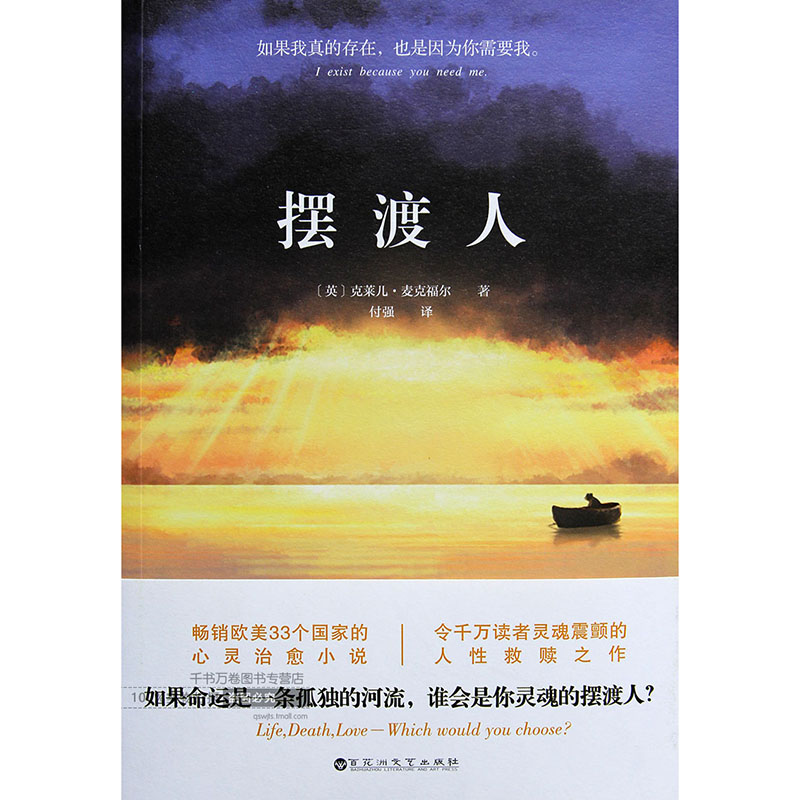 如果我真的存在，也是因为你需要我。
I exist because you need me.
摆渡人
〔英〕克莱儿·麦克福尔 著
付强 译
畅销欧美33个国家的
心灵治愈小说
令千万读者灵魂震颤的
人性救赎之作
千书万卷图书专营店
如果命运是一条孤独的河流，谁会是你灵魂的摆渡人？
qswjts.tmall.com
Life,Death,Love—Which would you choose?
百花洲文艺出版社
BAIHUAZHOU LITERATURE AND ART PRESS